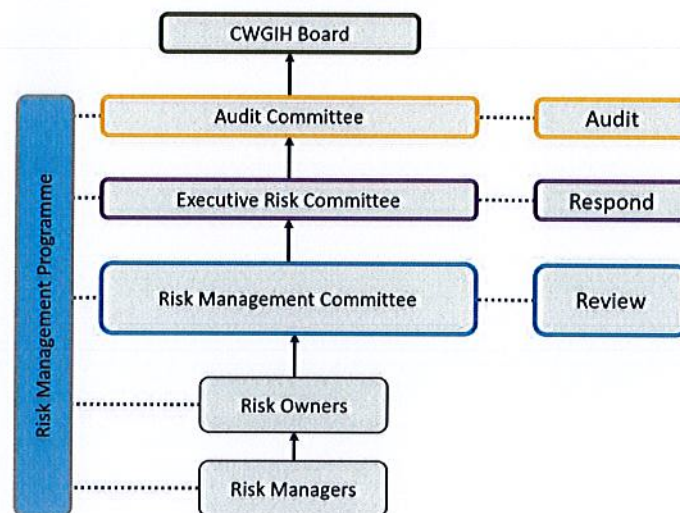 CWGIH Board
Risk Management Programme
Audit Committee
Audit
Executive Risk Committee
Respond
Risk Management Committee
Review
Risk Owners
Risk Managers